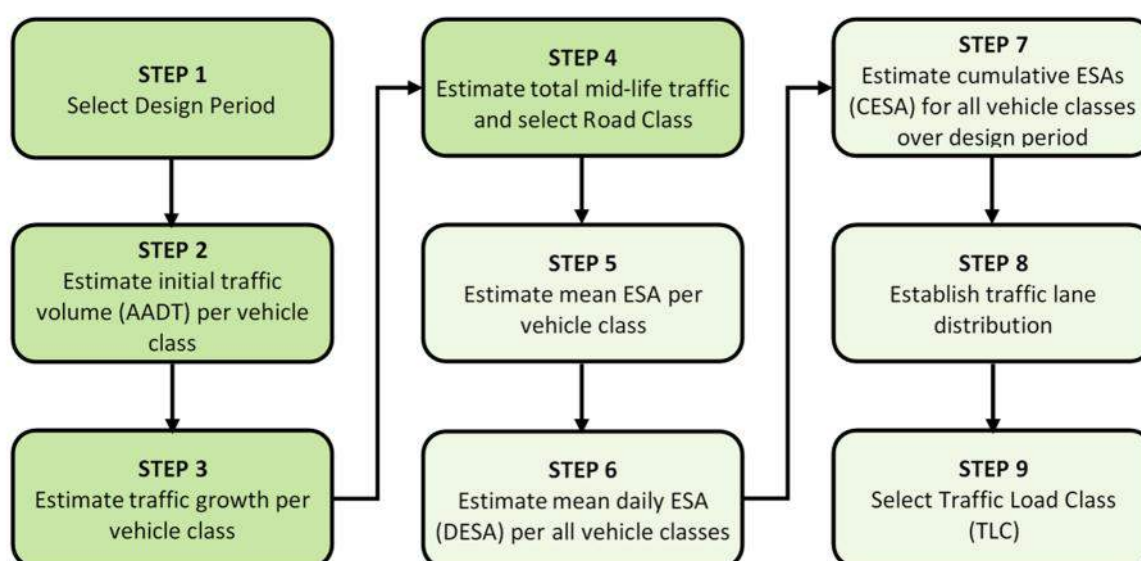 STEP 1
Select Design Period
STEP 2
Estimate initial traffic
volume (AADT) per vehicle
class
STEP 3
Estimate traffic growth per
vehicle class
STEP 4
Estimate total mid-life traffic
and select Road Class
STEP 5
Estimate mean ESA per
vehicle class
STEP 6
Estimate mean daily ESA
(DESA) per all vehicle classes
STEP 7
Estimate cumulative ESAs
(CESA) for all vehicle classes
over design period
STEP 8
Establish traffic lane
distribution
STEP 9
Select Traffic Load Class
(TLC)